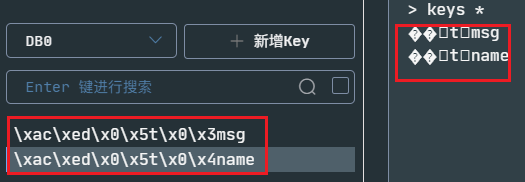 DB0
+ 新增Key
Enter 键进行搜索
\xac\xed\x0\x5t\x0\x3msg
\xac\xed\x0\x5t\x0\x4name
> keys *
��□t□msg
��□t□name